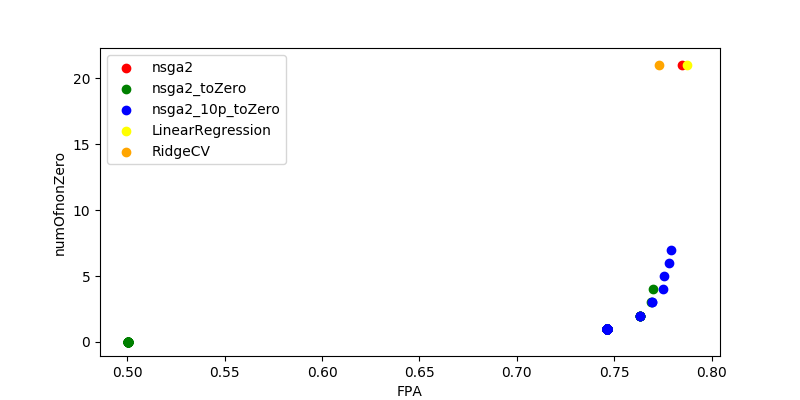 nsga2
nsga2_toZero
nsga2_10p_toZero
LinearRegression
RidgeCV
numOfnonZero
20
15
10
5
0
0.50 0.55 0.60 0.65 0.70 0.75 0.80
FPA